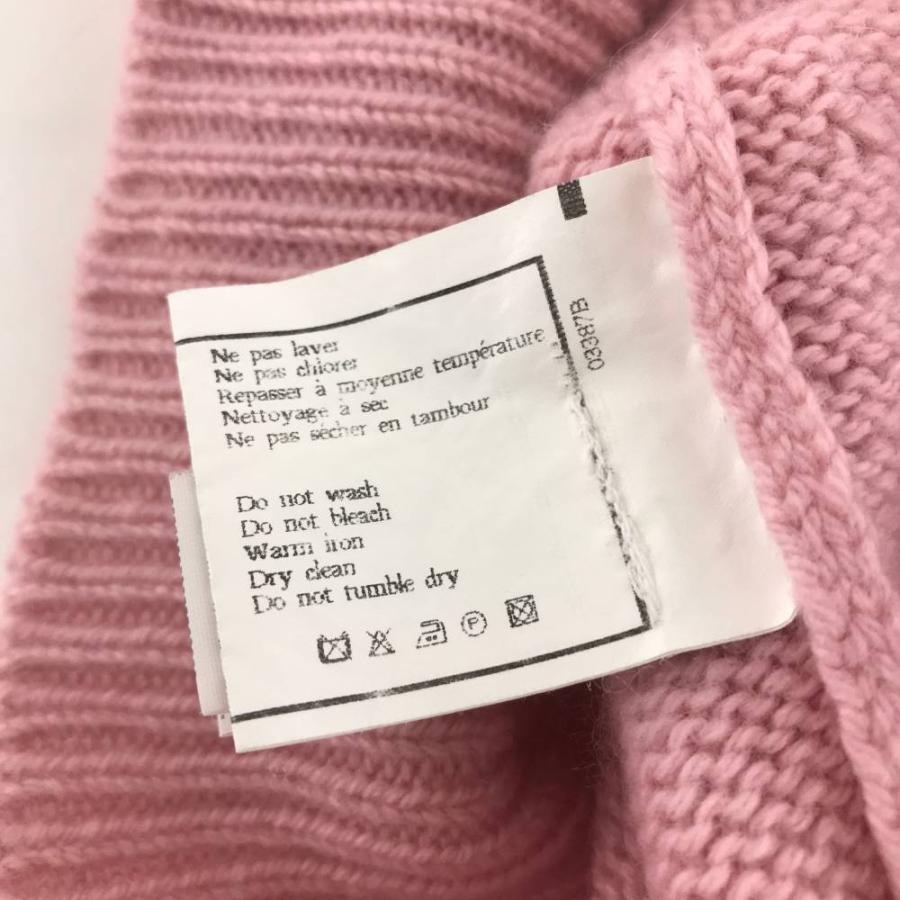 Ne pas laver
Ne pas chlorer
Repasser à moyenne température
Nettoyage à sec
Ne pas sécher en tambour
Do not wash
Do not bleach
Warm iron
Dry clean
Do not tumble dry
P
03387B